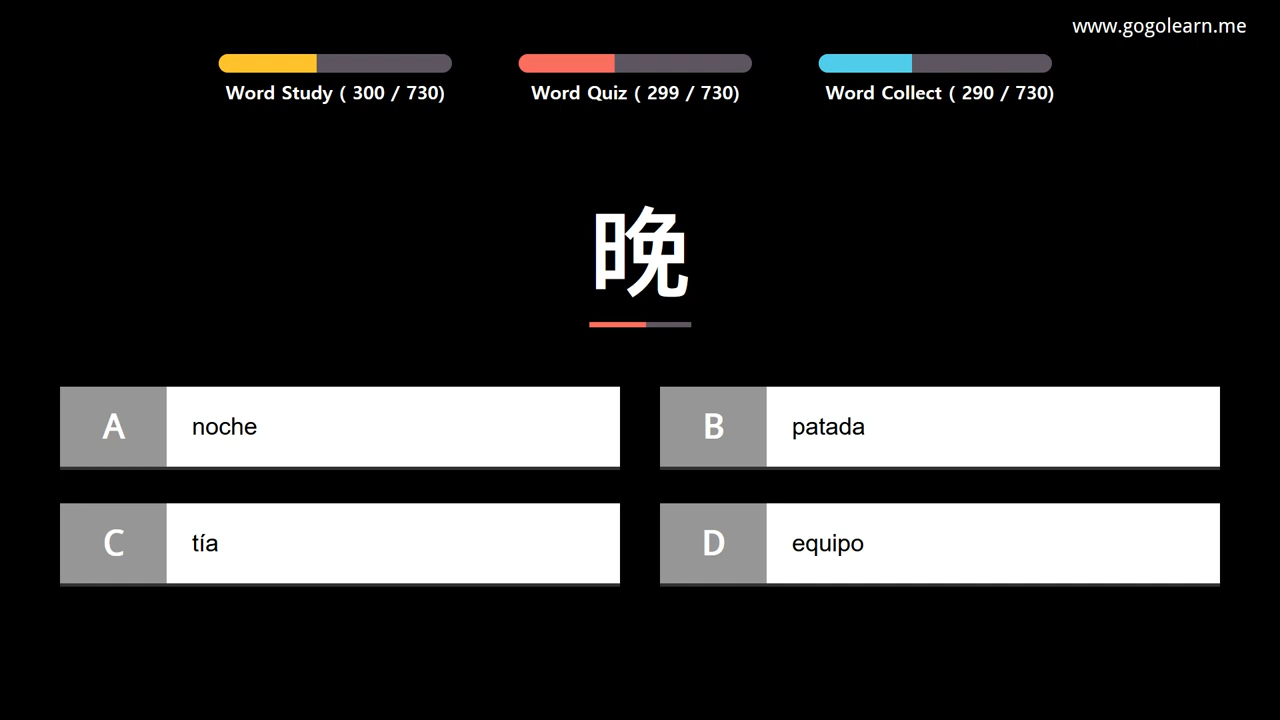 www.gogolearn.me
Word Study ( 300 / 730)
Word Quiz ( 299 / 730)
Word Collect ( 290 / 730)
晚
A noche
B patada
C tía
D equipo